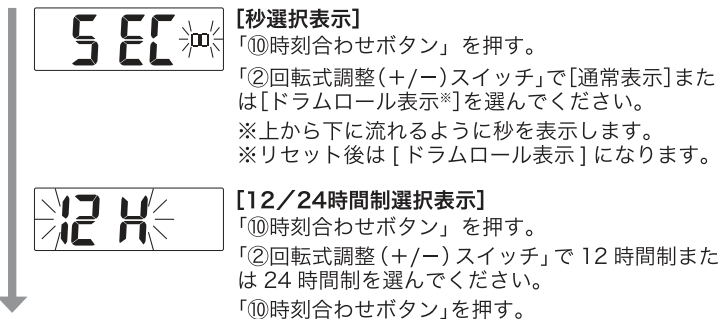 SEC 00
[秒選択表示]
「⑩時刻合わせボタン」を押す。
「②回転式調整(+/−)スイッチ」で[通常表示]また
は[ドラムロール表示※]を選んでください。
※上から下に流れるように秒を表示します。
※リセット後は [ ドラムロール表示 ] になります。
12 H
[12／24時間制選択表示]
「⑩時刻合わせボタン」を押す。
「②回転式調整(+/−)スイッチ」で 12 時間制また
は 24 時間制を選んでください。
「⑩時刻合わせボタン」を押す。